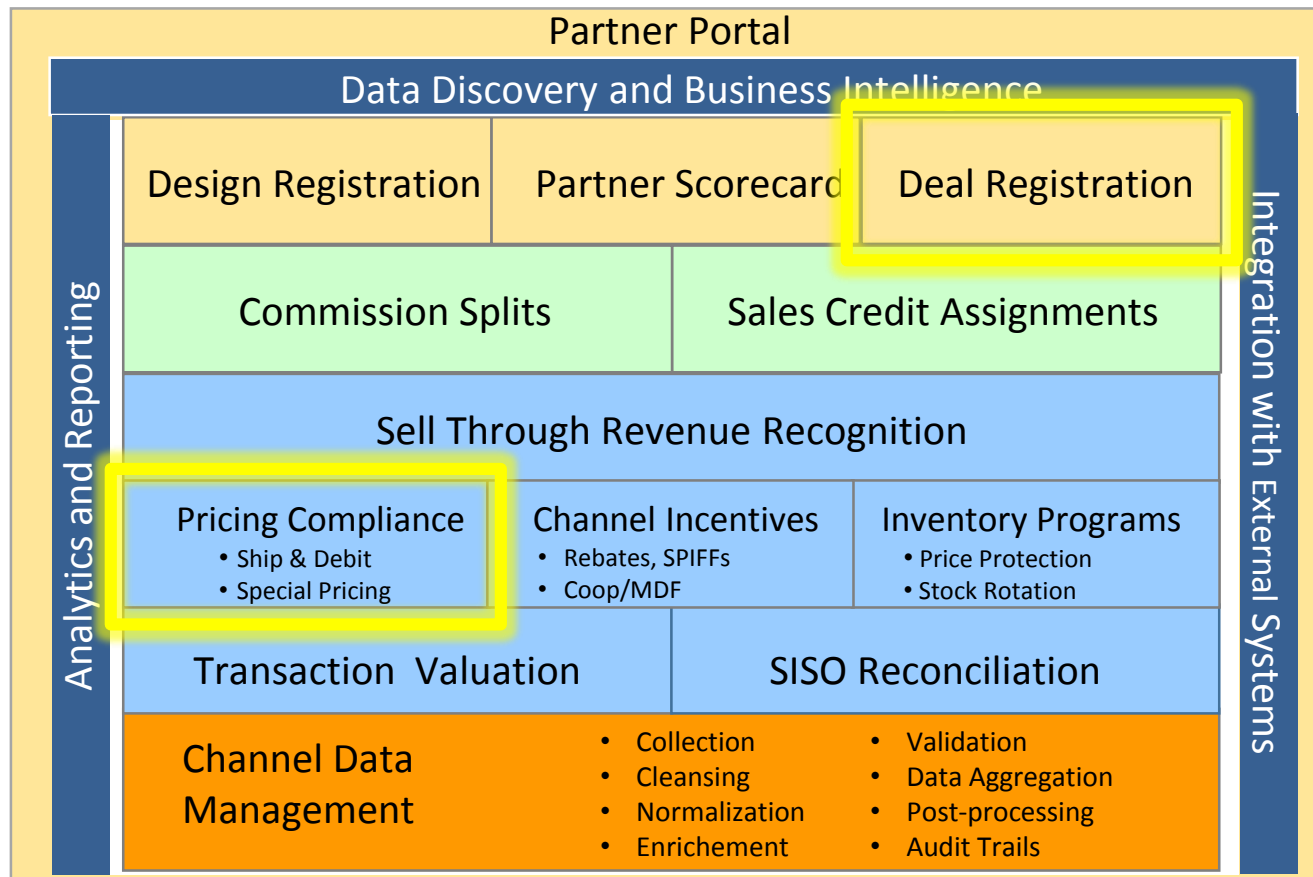 Partner Portal
Data Discovery and Business Intelligence
Analytics and Reporting
Design Registration
Partner Scorecard
Deal Registration
Commission Splits
Sales Credit Assignments
Sell Through Revenue Recognition
Pricing Compliance
• Ship & Debit
• Special Pricing
Channel Incentives
• Rebates, SPIFFs
• Coop/MDF
Inventory Programs
• Price Protection
• Stock Rotation
Transaction Valuation
SISO Reconciliation
Channel Data
Management
• Collection
• Cleansing
• Normalization
• Enrichement
• Validation
• Data Aggregation
• Post-processing
• Audit Trails
Integration with External Systems